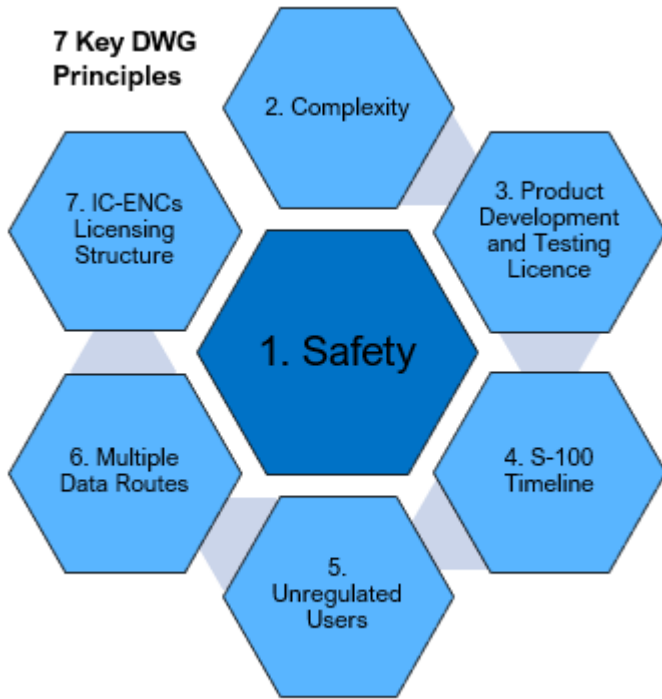 7 Key DWG
Principles
2. Complexity
3. Product
Development
and Testing
Licence
4. S-100
Timeline
5.
Unregulated
Users
6. Multiple
Data Routes
7. IC-ENCs
Licensing
Structure
1. Safety